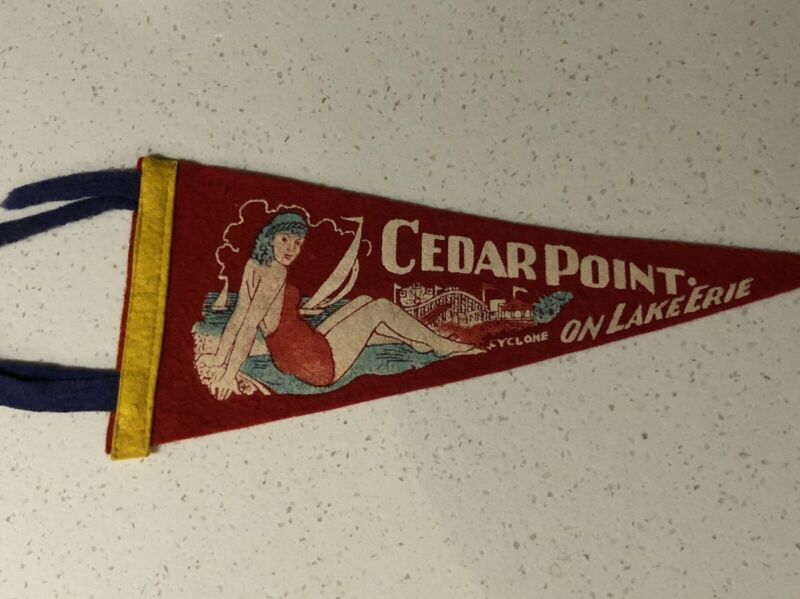 CEDAR POINT.
ON LAKE ERIE
CYCLONE